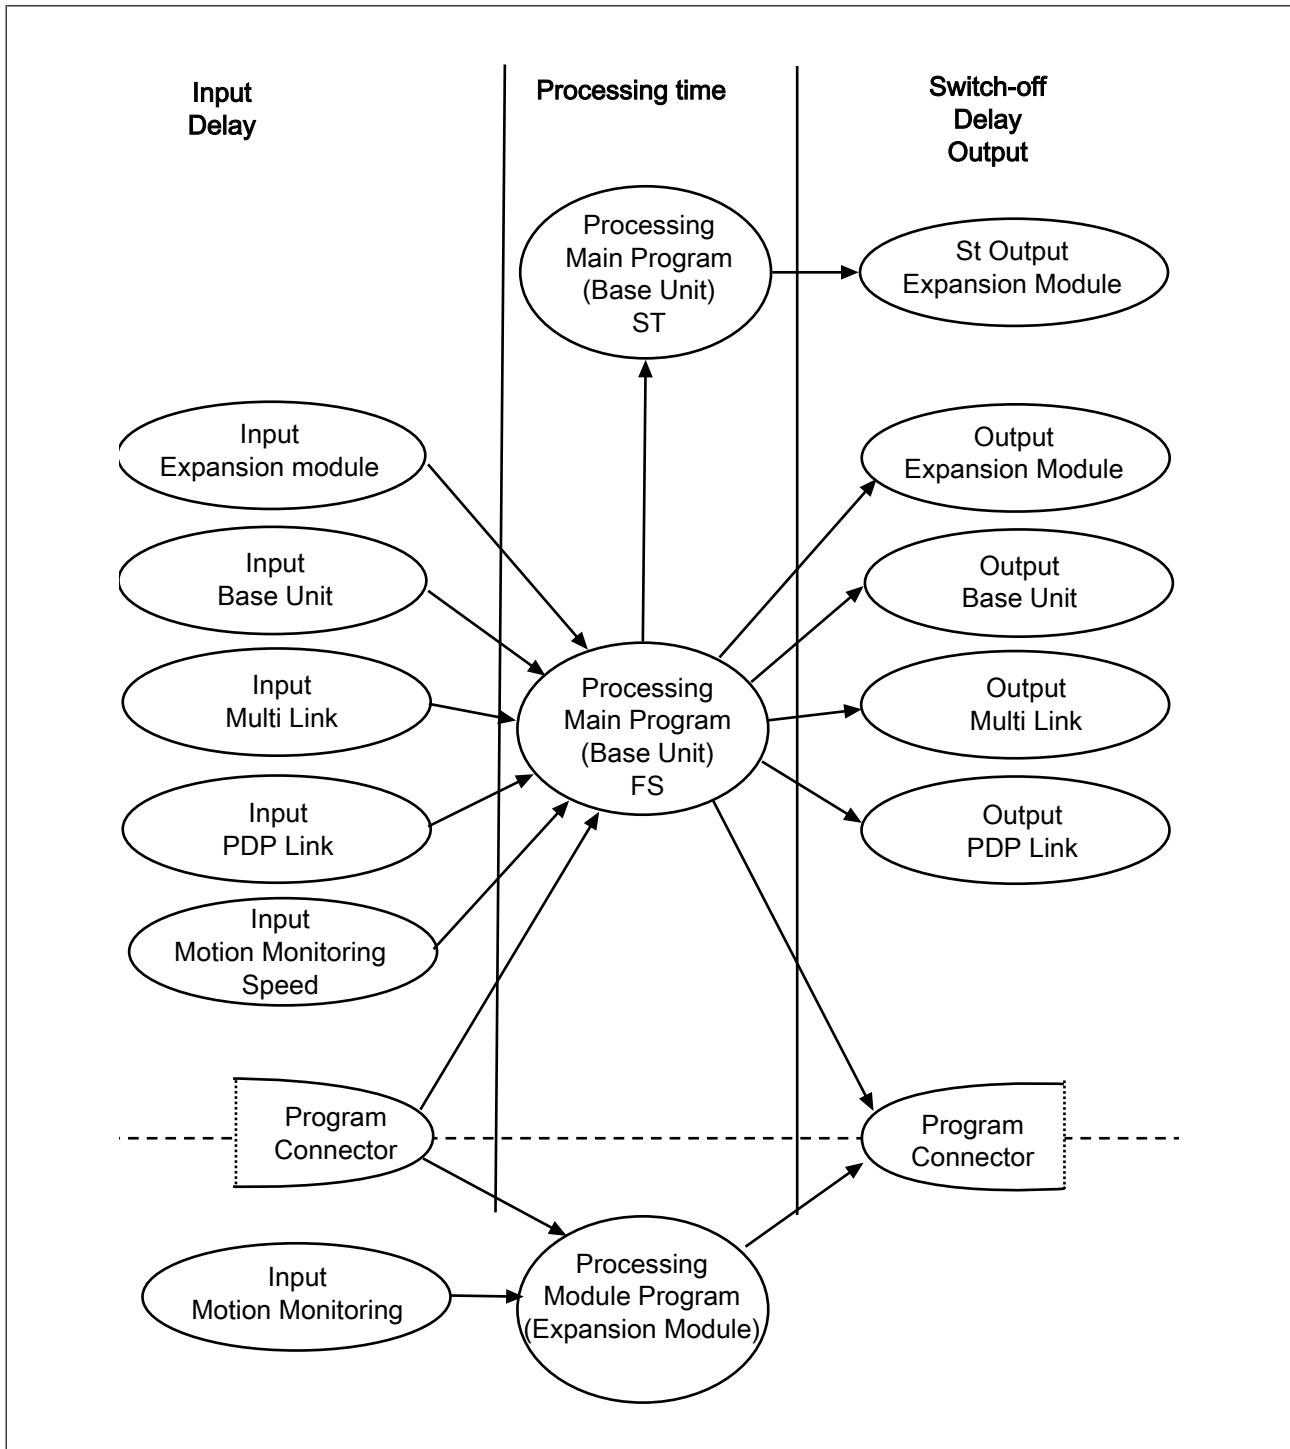 Input
Delay
Processing time
Switch-off
Delay
Output
Processing
Main Program
(Base Unit)
ST
St Output
Expansion Module
Input
Expansion module
Output
Expansion Module
Input
Base Unit
Output
Base Unit
Input
Multi Link
Processing
Main Program
(Base Unit)
FS
Output
Multi Link
Input
PDP Link
Output
PDP Link
Input
Motion Monitoring
Speed
Program
Connector
Program
Connector
Input
Motion Monitoring
Processing
Module Program
(Expansion Module)